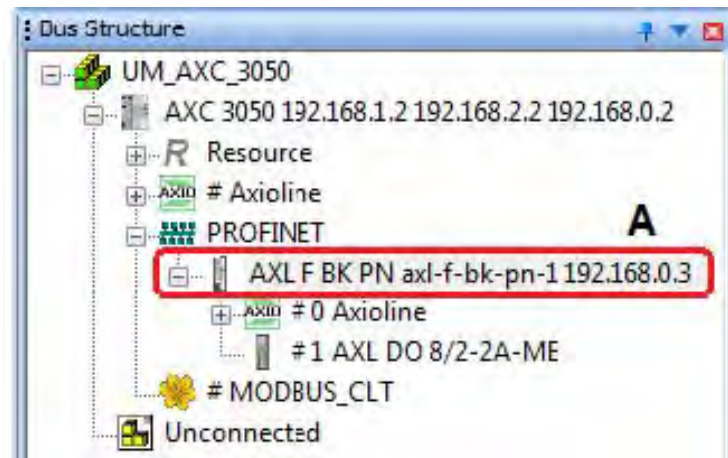 Bus Structure
UM_AXC_3050
AXC 3050 192.168.1.2 192.168.2.2 192.168.0.2
R Resource
AXIO # Axioline
PROFINET
A
AXL F BK PN axl-f-bk-pn-1 192.168.0.3
AXIO # 0 Axioline
# 1 AXL DO 8/2-2A-ME
# MODBUS_CLT
Unconnected